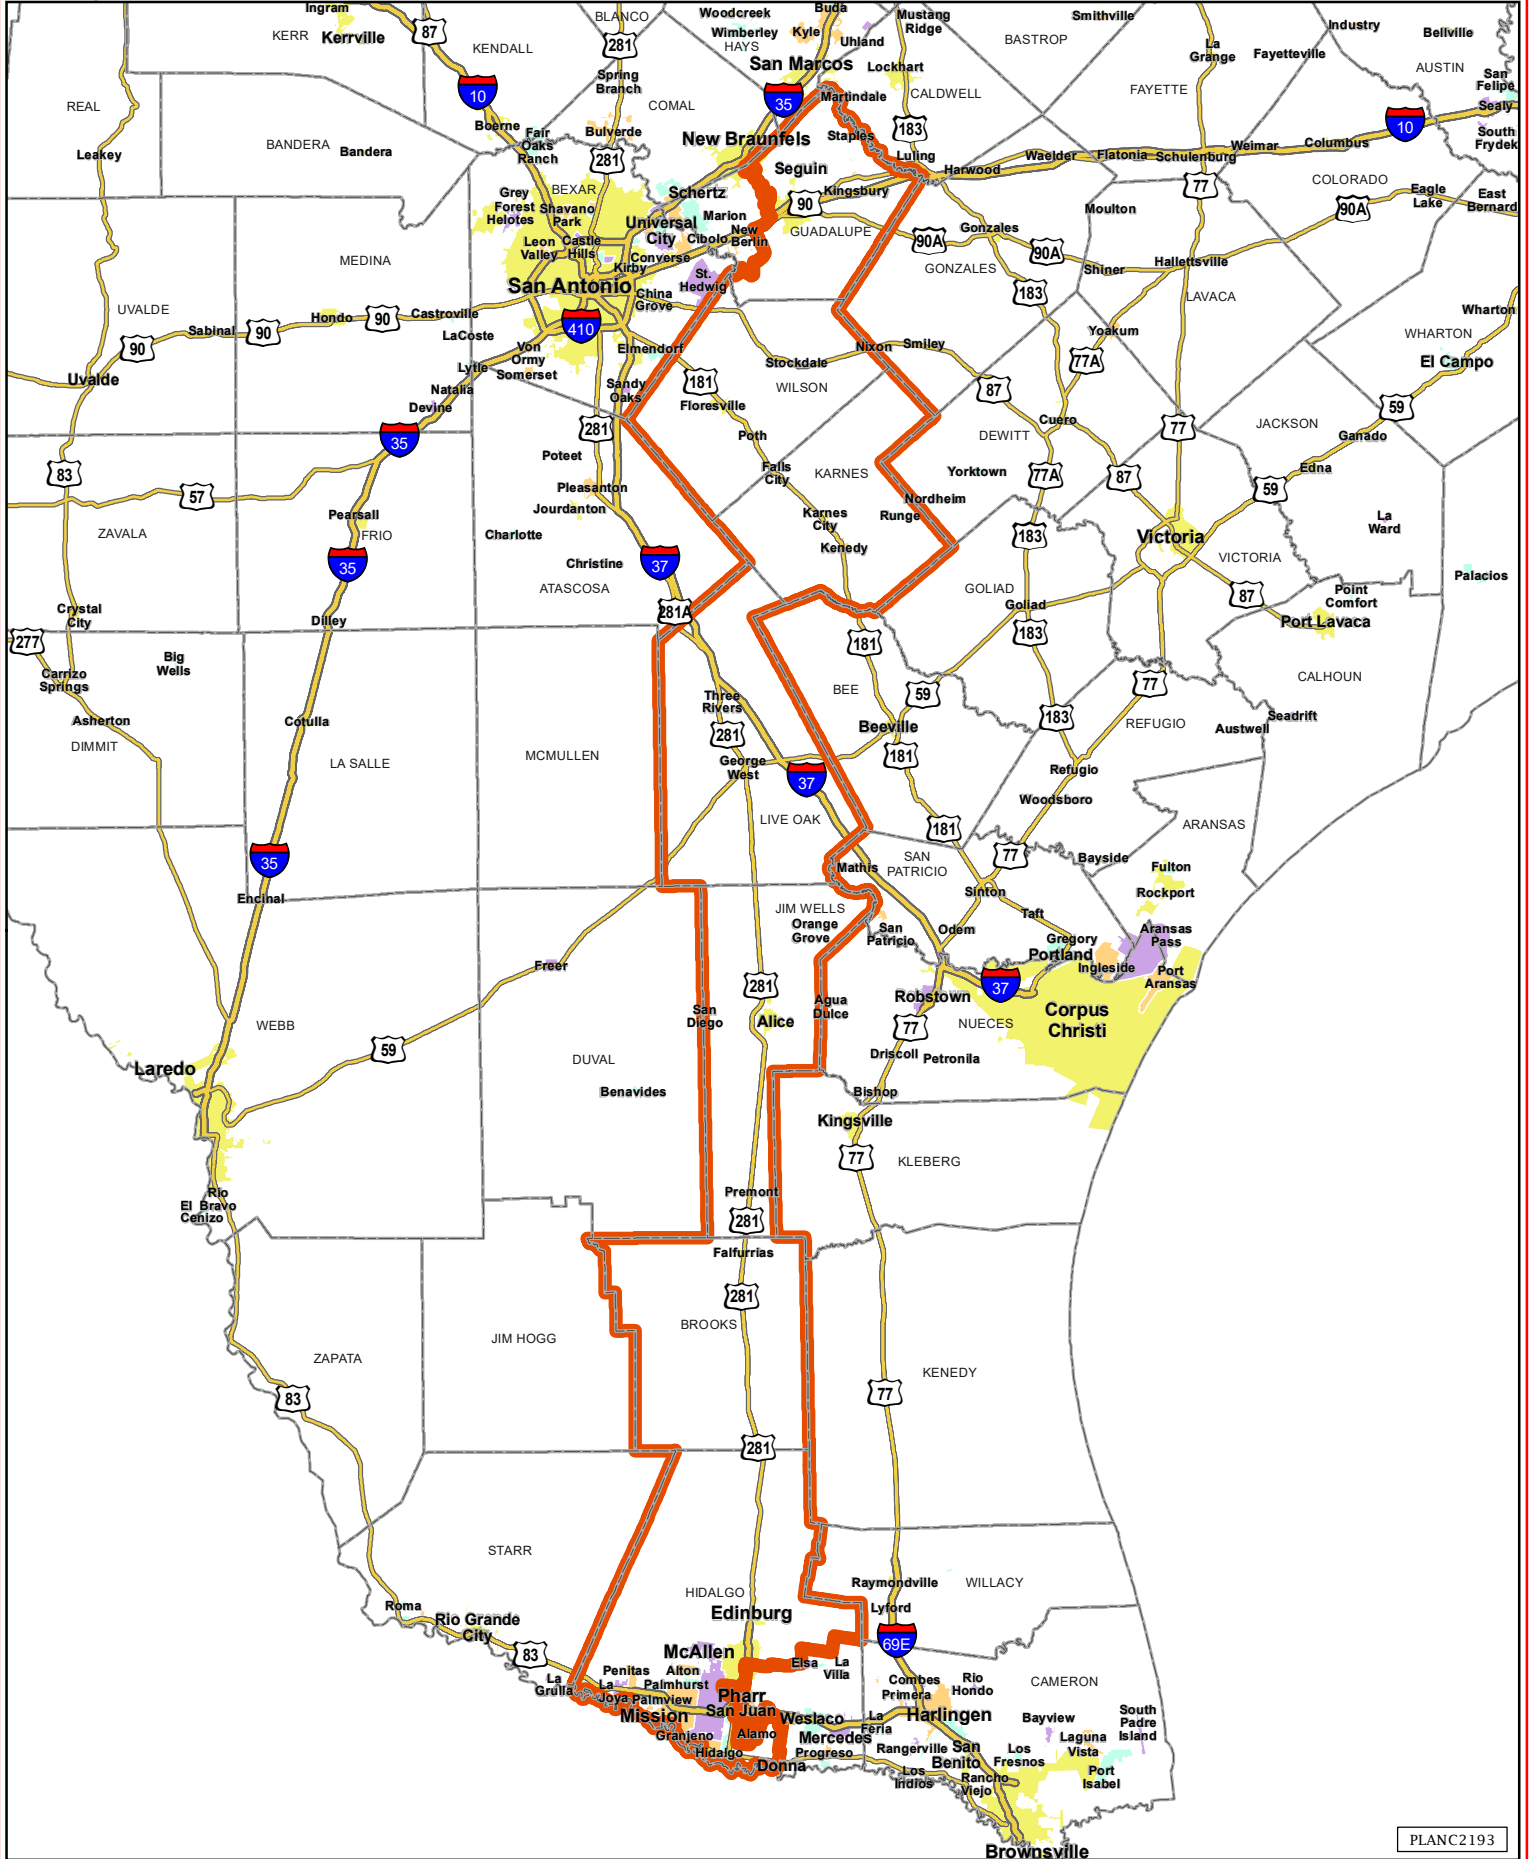 Ingram
KERR
Kerrville
87
KENDALL
BLANCO
281
Woodcreek
Wimberley
HAYS
Buda
Kyle
Uhland
Mustang
Ridge
Smithville
BASTROP
La
Grange
Fayetteville
Industry
Bellville
AUSTIN
San
Felipe
Sealy
South
Frydek
REAL
10
Spring
Branch
COMAL
San Marcos
35
Lockhart
Martindale
CALDWELL
FAYETTE
10
Leakey
BANDERA
Bandera
Boerne
Fair
Oaks
Ranch
Bulverde
281
New Braunfels
Staples
183
Luling
Harwood
Waelder
Flatonia
Schulenburg
Weimar
Columbus
COLORADO
Eagle
Lake
East
Bernard
Grey
Forest
Helotes
BEXAR
Shavano
Park
Schertz
Seguin
90
Kingsbury
77
90A
Moulton
Universal
City
Marion
New
Berlin
Cibolo
GUADALUPE
90A
Gonzales
90A
Leon
Valley
Castle
Hills
Converse
Kirby
St.
Hedwig
GONZALES
Shiner
Hallettsville
MEDINA
San Antonio
China
Grove
183
LAVACA
UVALDE
Sabinal
90
90
Hondo
90
Castroville
LaCoste
410
Elmendorf
Von
Ormy
Somerset
Lytle
Natalia
Devine
Sandy
Oaks
Stockdale
WILSON
Nixon
Smiley
Yoakum
77A
Wharton
WHARTON
El Campo
Uvalde
181
Floresville
87
59
35
281
Poth
Cuero
DEWITT
77
JACKSON
Ganado
83
57
Poteet
Pleasanton
Jourdanton
Falls
City
KARNES
Yorktown
77A
87
Edna
59
Nordheim
Runge
Pearsall
FRIO
Charlotte
Karnes
City
Kenedy
183
Victoria
La
Ward
ZAVALA
35
Christine
ATASCOSA
37
VICTORIA
Palacios
281A
GOLIAD
Goliad
87
Point
Comfort
Port Lavaca
Crystal
City
277
Dilley
181
183
Big
Wells
Carrizo
Springs
Asherton
DIMMIT
Cotulla
LA SALLE
MCMULLEN
Three
Rivers
281
BEE
59
Beeville
181
77
CALHOUN
183
REFUGIO
Austwell
Seadrift
George
West
37
Refugio
Woodsboro
LIVE OAK
181
ARANSAS
35
Encinal
Mathis
SAN
PATRICIO
77
Bayside
Fulton
Rockport
Sinton
JIM WELLS
Orange
Grove
San
Patricio
Odem
Taft
Gregory
Portland
Aransas
Pass
Ingleside
Port
Aransas
Freer
281
Alice
San
Diego
Agua
Dulce
Robstown
37
77
NUECES
Corpus
Christi
WEBB
59
Laredo
DUVAL
Benavides
Driscoll
Petronila
Bishop
Kingsville
77
KLEBERG
Rio
Bravo
El
Cenizo
Premont
281
Falfurrias
281
BROOKS
JIM HOGG
ZAPATA
83
KENEDY
77
281
STARR
Raymondville
WILLACY
HIDALGO
Edinburg
Lyford
Roma
Rio Grande
City
83
69E
McAllen
Elsa
La
Villa
La
Grulla
La
Joya
Penitas
Alton
Palmhurst
Palmview
Mission
Pharr
San Juan
Alamo
Weslaco
Mercedes
La
Feria
Combes
Primera
Harlingen
Rio
Hondo
CAMERON
Bayview
South
Padre
Island
Granjeno
Hidalgo
Donna
Progreso
Rangerville
San
Benito
Los
Indios
Rancho
Viejo
Los
Fresnos
Laguna
Vista
Port
Isabel
Brownsville
PLANC2193